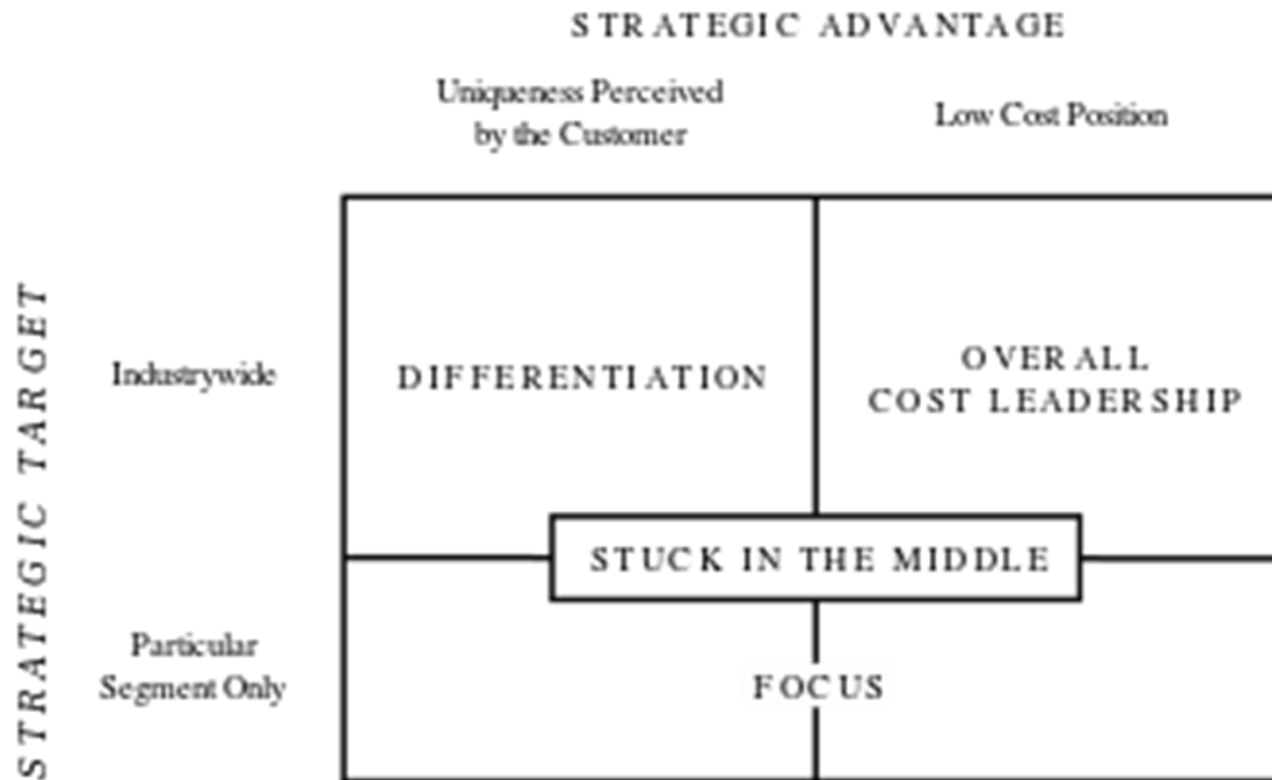 STRATEGIC ADVANTAGE
Uniqueness Perceived
by the Customer
Low Cost Position
STRATEGIC TARGET
Industrywide
DIFFERENTIATION
OVERALL
COST LEADERSHIP
STUCK IN THE MIDDLE
Particular
Segment Only
FOCUS